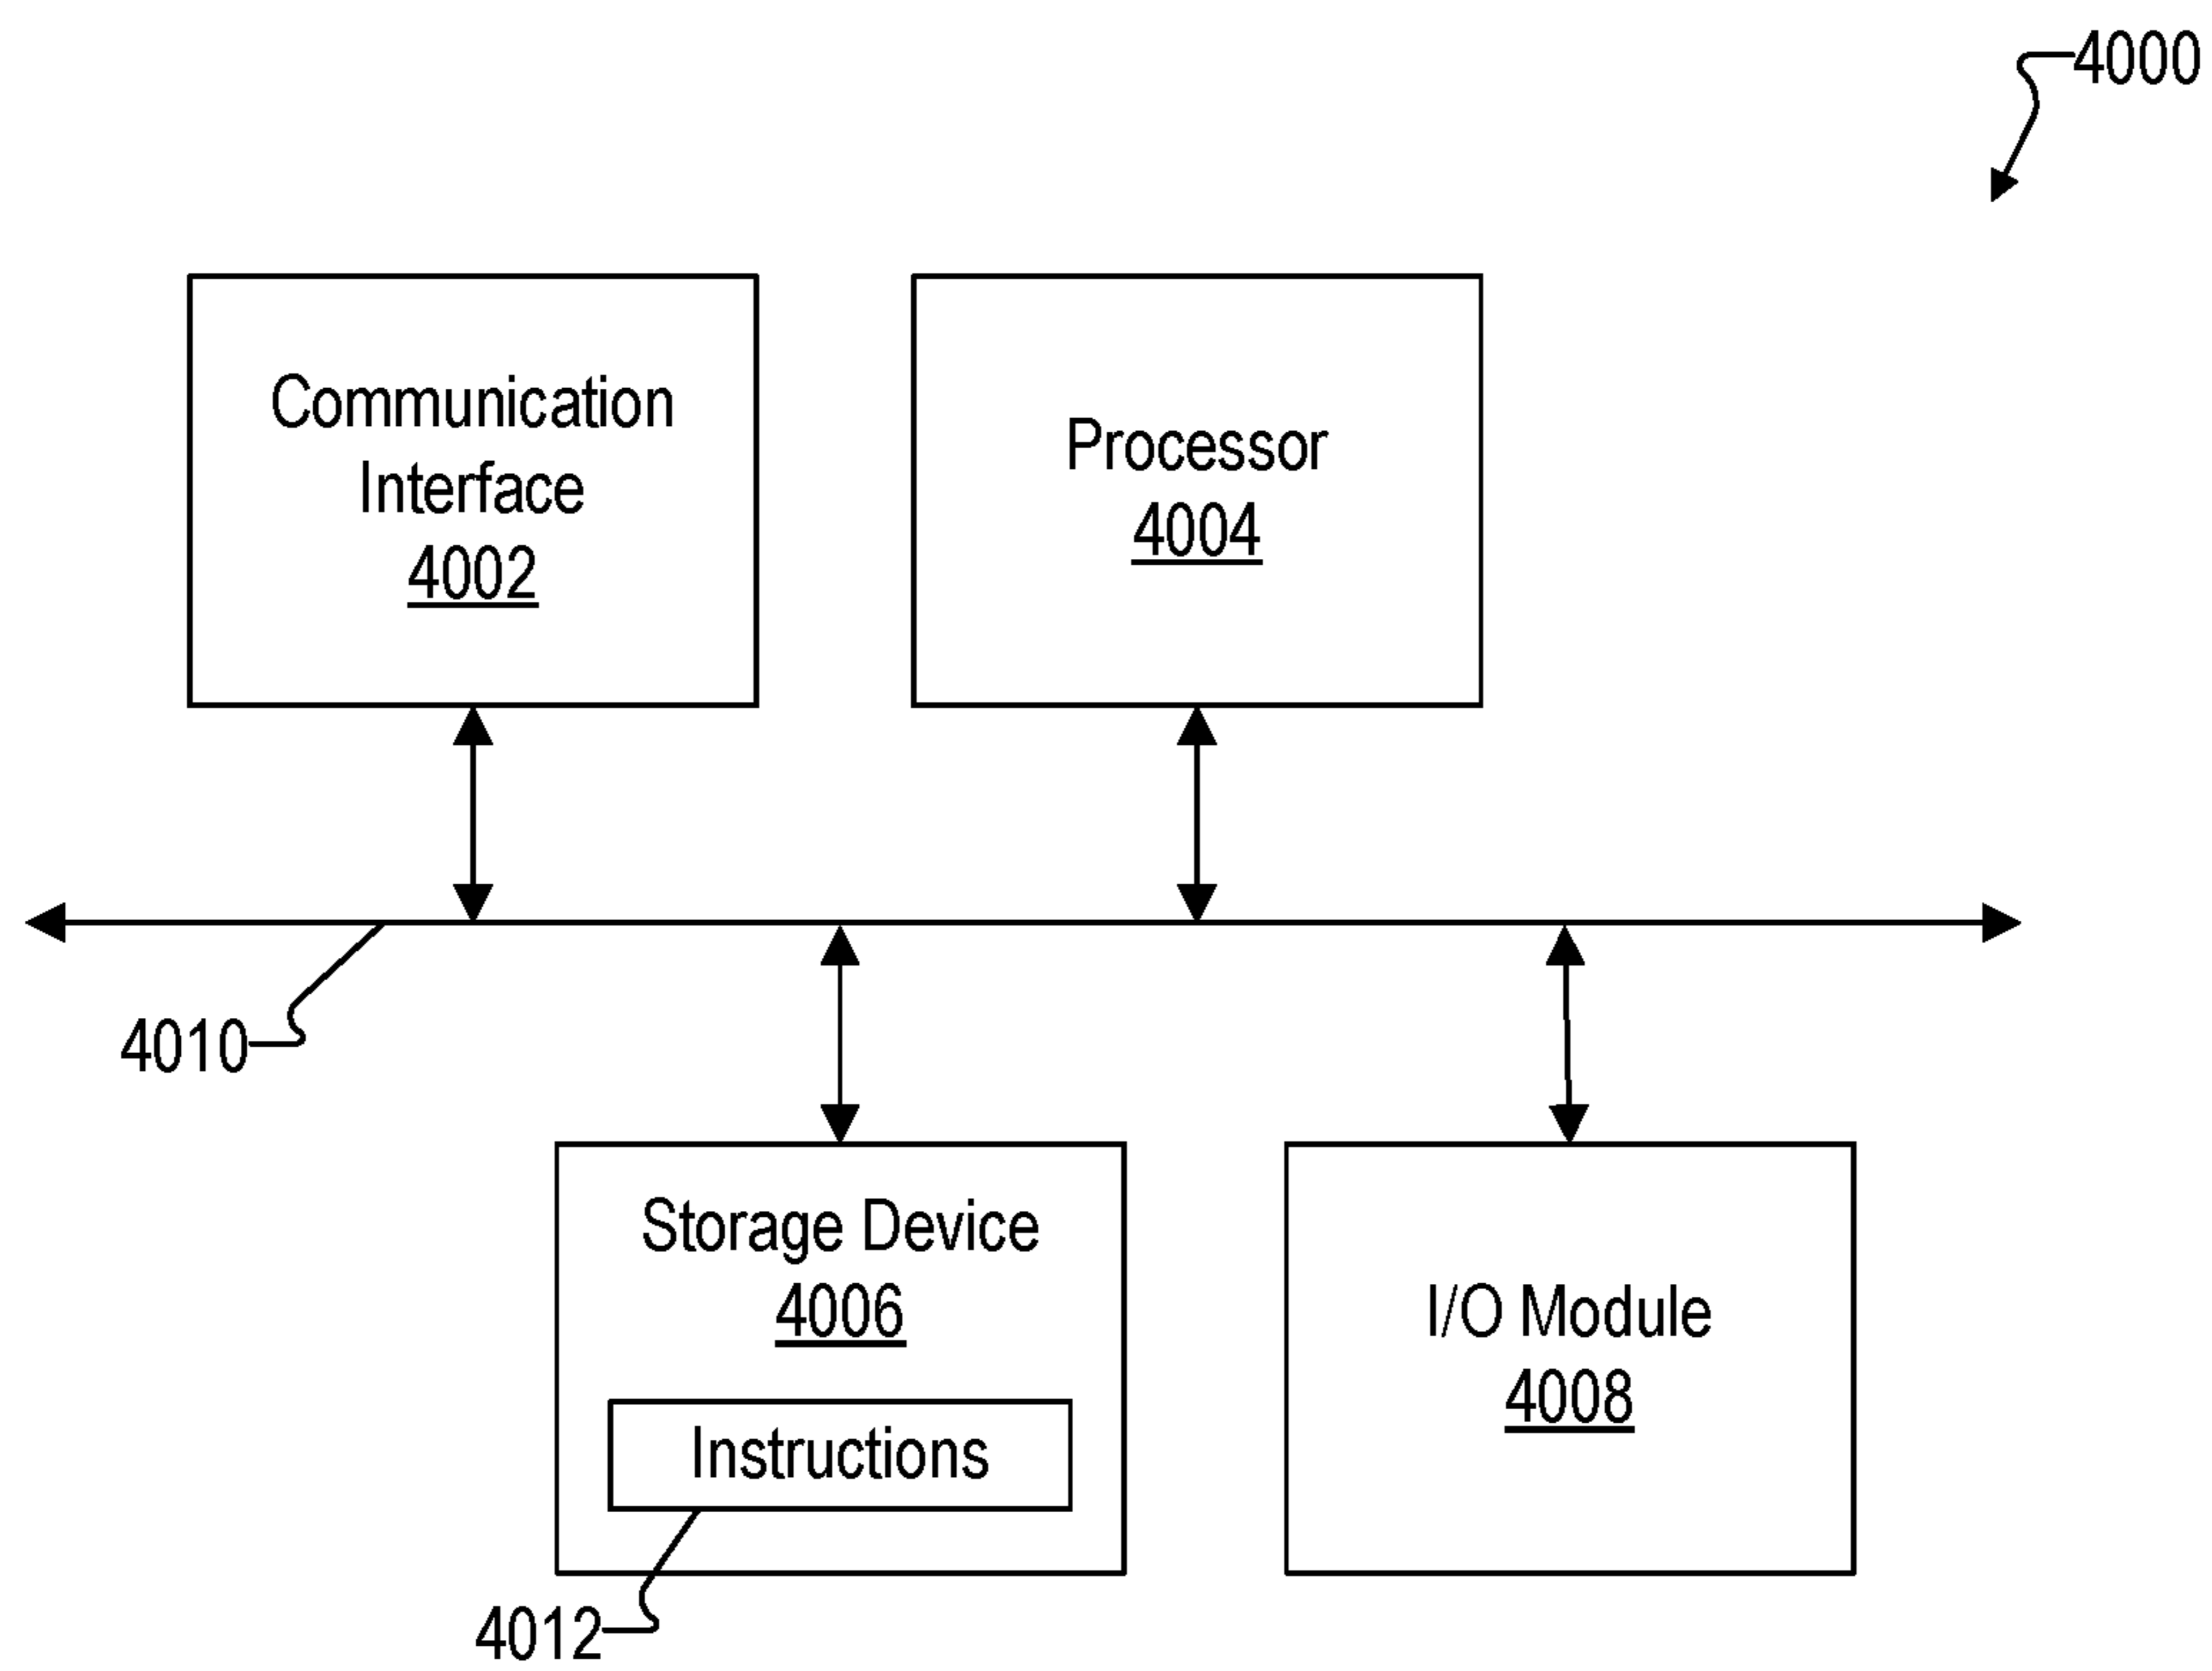 4000
Communication
Interface
4002
Processor
4004
4010
Storage Device
4006
Instructions
4012
I/O Module
4008